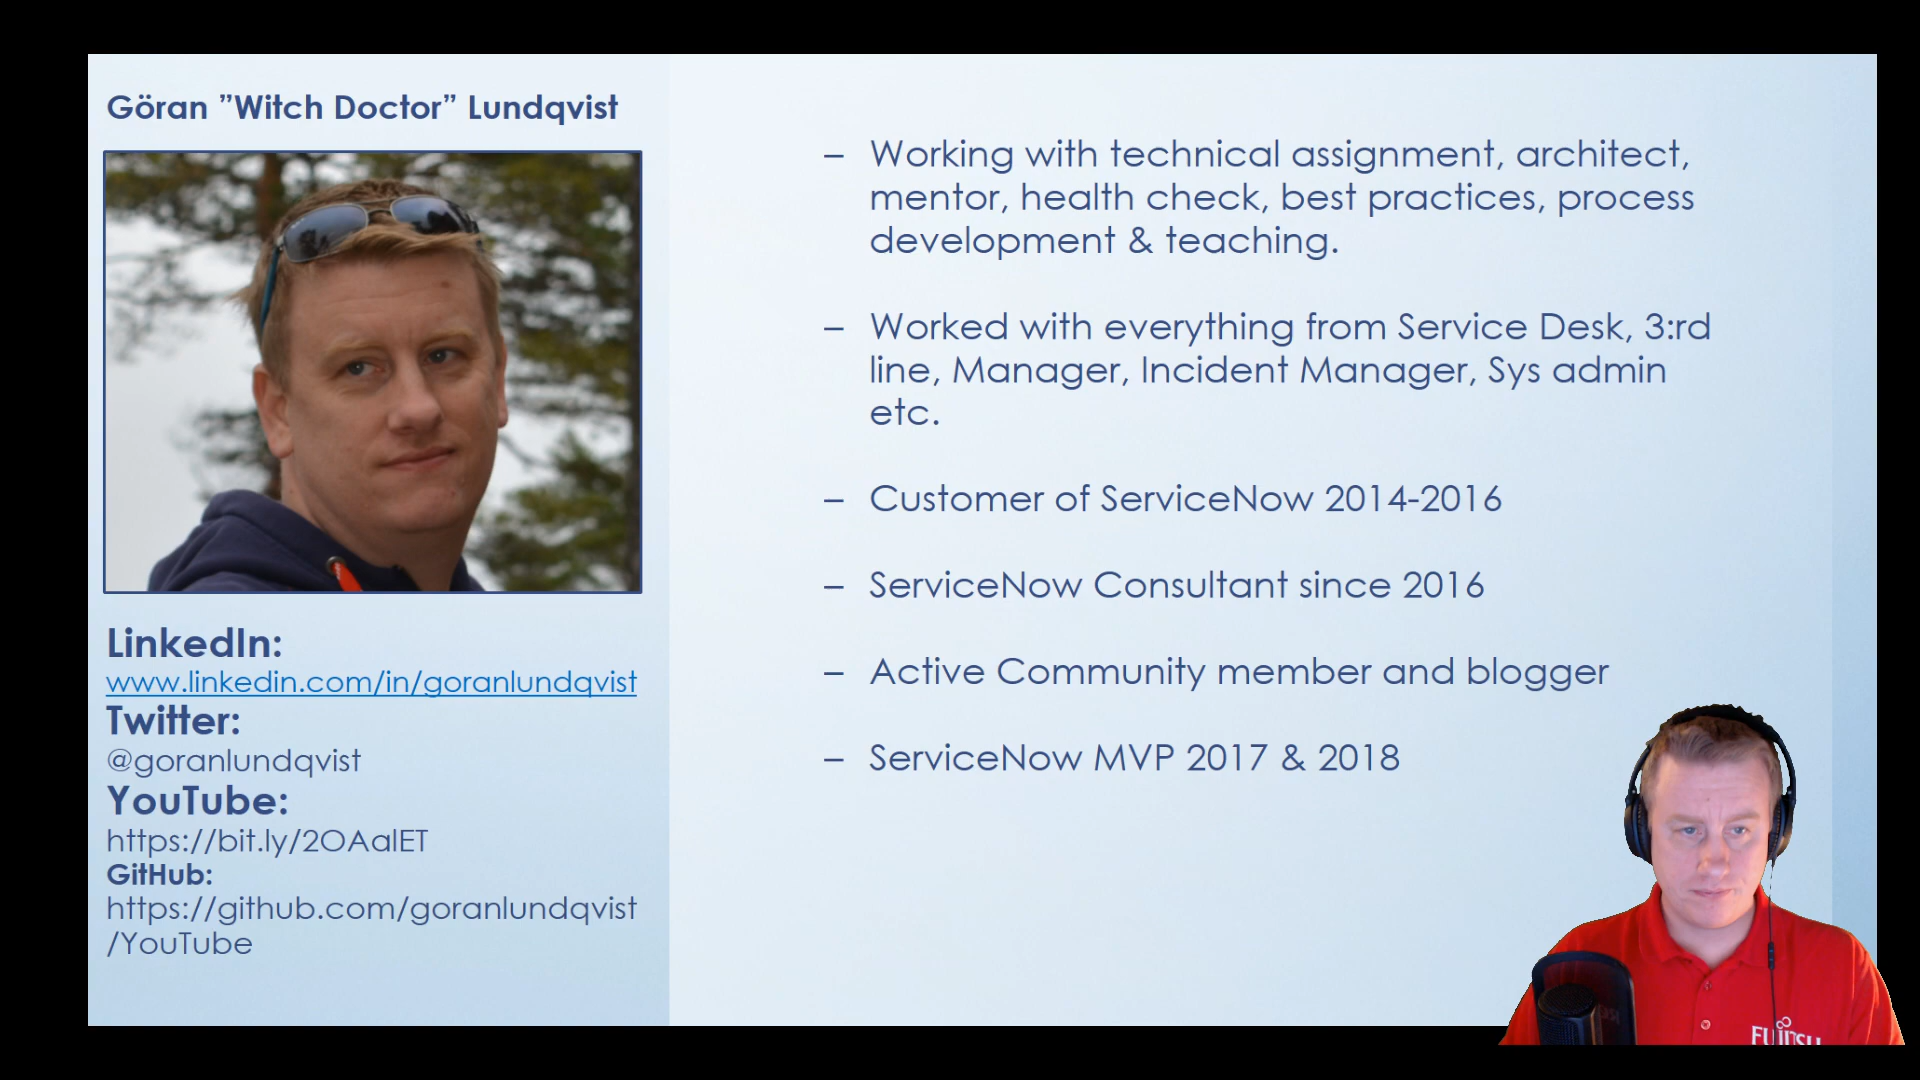 Göran ”Witch Doctor” Lundqvist
LinkedIn:
www.linkedin.com/in/goranlundqvist
Twitter:
@goranlundqvist
YouTube:
https://bit.ly/2OAalET
GitHub:
https://github.com/goranlundqvist
/YouTube
– Working with technical assignment, architect,
mentor, health check, best practices, process
development & teaching.
– Worked with everything from Service Desk, 3:rd
line, Manager, Incident Manager, Sys admin
etc.
– Customer of ServiceNow 2014-2016
– ServiceNow Consultant since 2016
– Active Community member and blogger
– ServiceNow MVP 2017 & 2018
FUJITSU